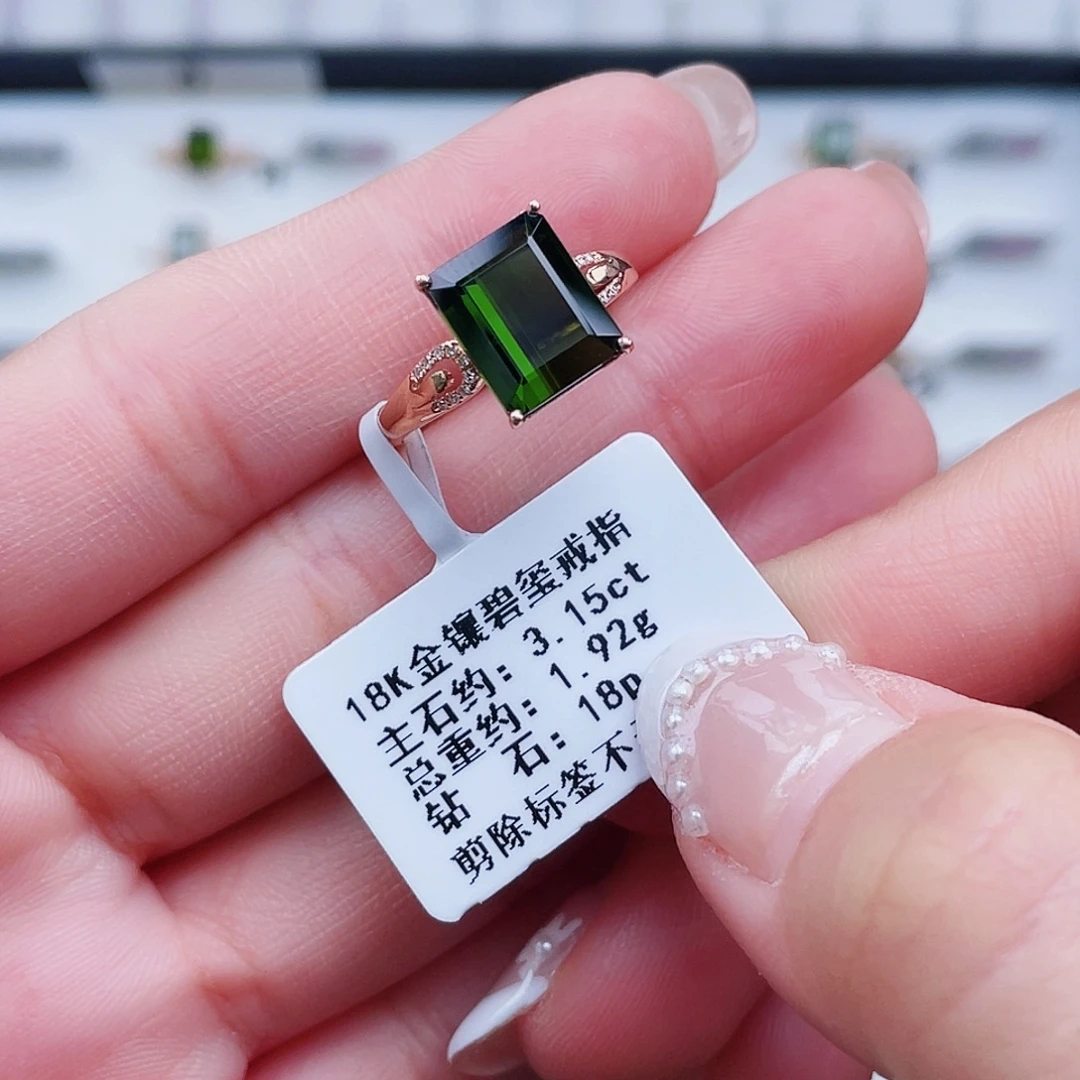 18K金镶碧玺戒指
主石约: 3.15ct
总重约: 1.92g
钻 石: 18p
剪除标签不